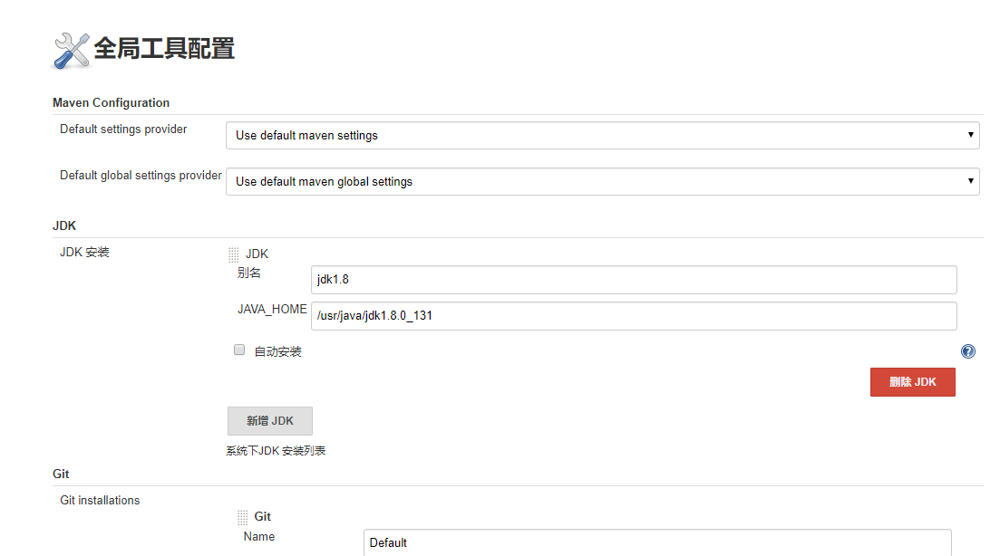 全局工具配置
Maven Configuration
Default settings provider
Use default maven settings
Default global settings provider
Use default maven global settings
JDK
JDK 安装
JDK
别名
jdk1.8
JAVA_HOME
/usr/java/jdk1.8.0_131
自动安装
?
删除 JDK
新增 JDK
系统下JDK 安装列表
Git
Git installations
Git
Name
Default